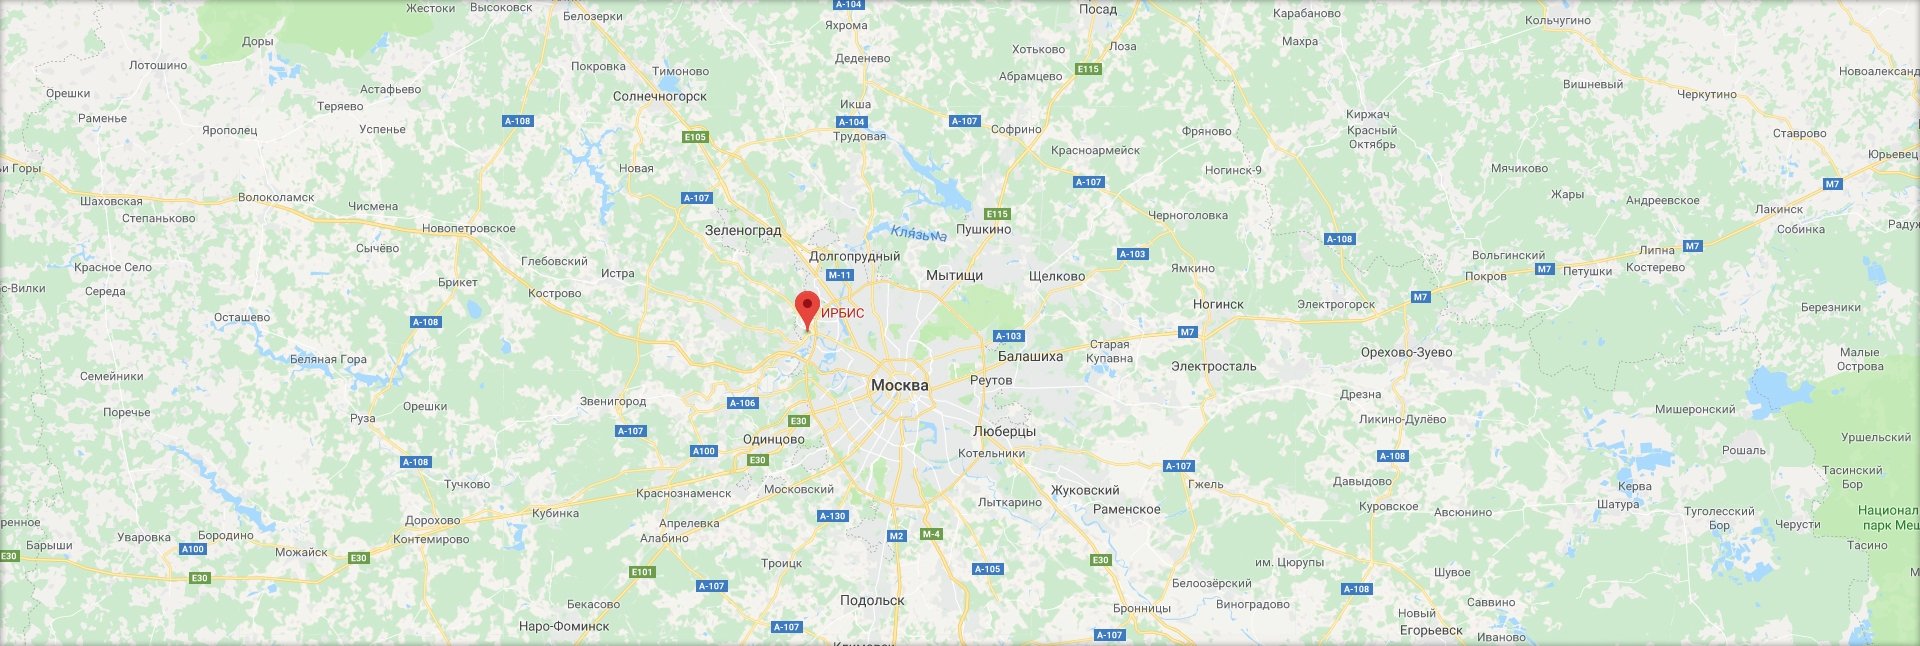 Жестоки
Высоковск
Белозерки
А-104
Яхрома
Посад
Карабаново
Кольчугино
Доры
Лотошино
Покровка
Тимоново
Деденево
Хотьково
Лоза
Махра
Орешки
Астафьево
Солнечногорск
Абрамцево
E115
Вишневый
Черкутино
Новоалександ
Раменье
Теряево
Икша
Киржач
Ярополец
Успенье
А-108
E105
А-104
Трудовая
А-107
Софрино
Фряново
Красный
Октябрь
Ставрово
ьи Горы
Новая
Красноармейск
Ногинск-9
Мячиково
Юрьевец
Шаховская
Волоколамск
Чисмена
А-107
А-107
Жары
Андреевское
М7
Степаньково
Новопетровское
Зеленоград
Клязьма
E115
Пушкино
Черноголовка
А-108
Лакинск
Собинка
Радуж
Сычёво
Глебовский
Истра
Долгопрудный
М-11
Мытищи
Щелково
А-103
Ямкино
Вольгинский
Покров
М7
Петушки
Липна
Костерево
М7
Красное Село
Середа
с-Вилки
Брикет
Кострово
ИРБИС
Ногинск
Электрогорск
М7
Березники
Осташево
А-108
А-103
Балашиха
Старая
Купавна
М7
Беляная Гора
Семейники
Москва
Реутов
Электросталь
Орехово-Зуево
Малые
Острова
Поречье
Руза
Орешки
Звенигород
А-106
E30
Дрезна
Ликино-Дулёво
Мишеронский
А-107
Одинцово
Люберцы
Уршельский
А-108
А100
E30
Котельники
А-107
А-108
Рошаль
Тучково
Краснознаменск
Московский
Лыткарино
Жуковский
Гжель
Давыдово
Керва
Тасинский
Бор
Дорохово
Кубинка
Апрелевка
А-130
Раменское
Куровское
Авсюнино
Шатура
Туголесский
Бор
Черусти
Национал
парк Мещ
ренное
Барыши
Уваровка
Бородино
А100
Можайск
Контемирово
Алабино
М2
М-4
Тасино
E30
E30
E30
E101
Троицк
А-107
А-105
E30
им. Цюрупы
Белоозёрский
А-108
Шувое
Бекасово
Подольск
Бронницы
Виноградово
Новый
Саввино
Наро-Фоминск
А-107
А-107
Егорьевск
Иваново